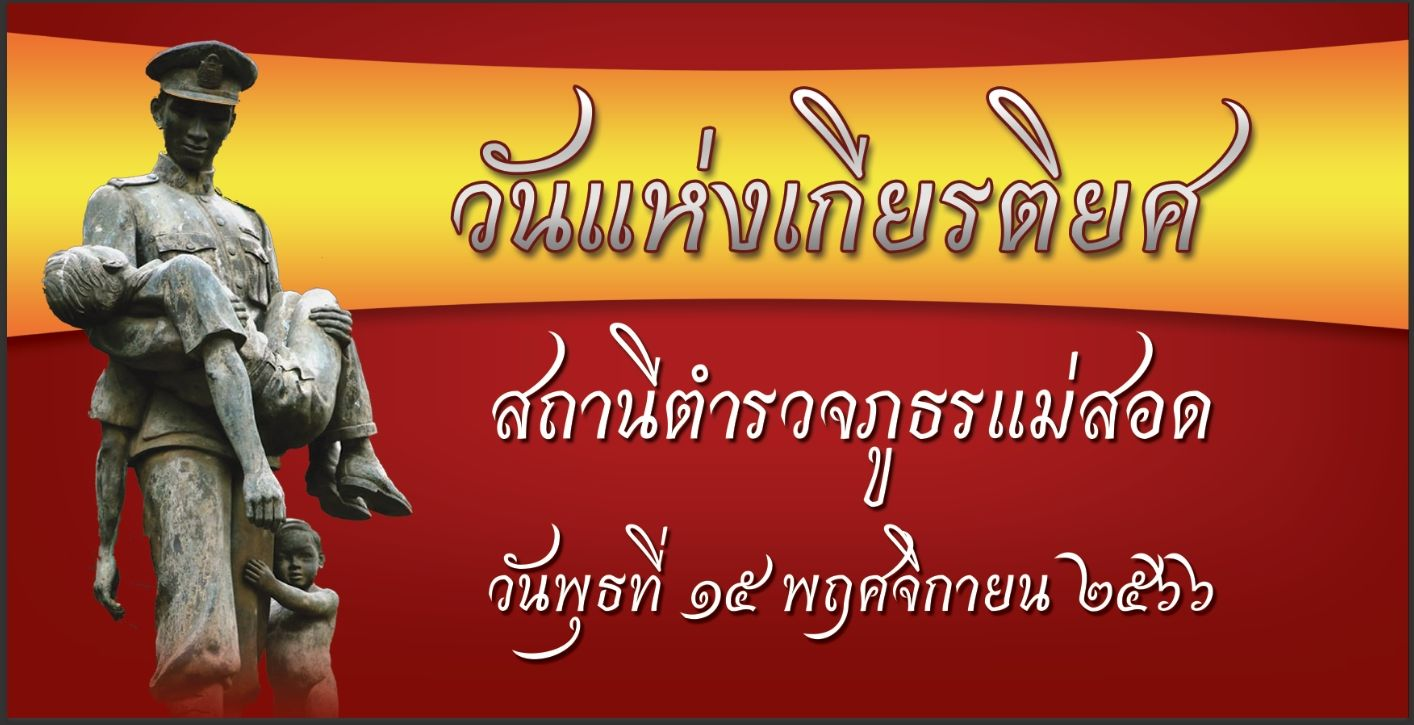 วันแห่งเกียรติยศ
สถานีตำรวจภูธรแม่สอด
วันพุธที่ ๑๕ พฤศจิกายน ๒๕๖๖